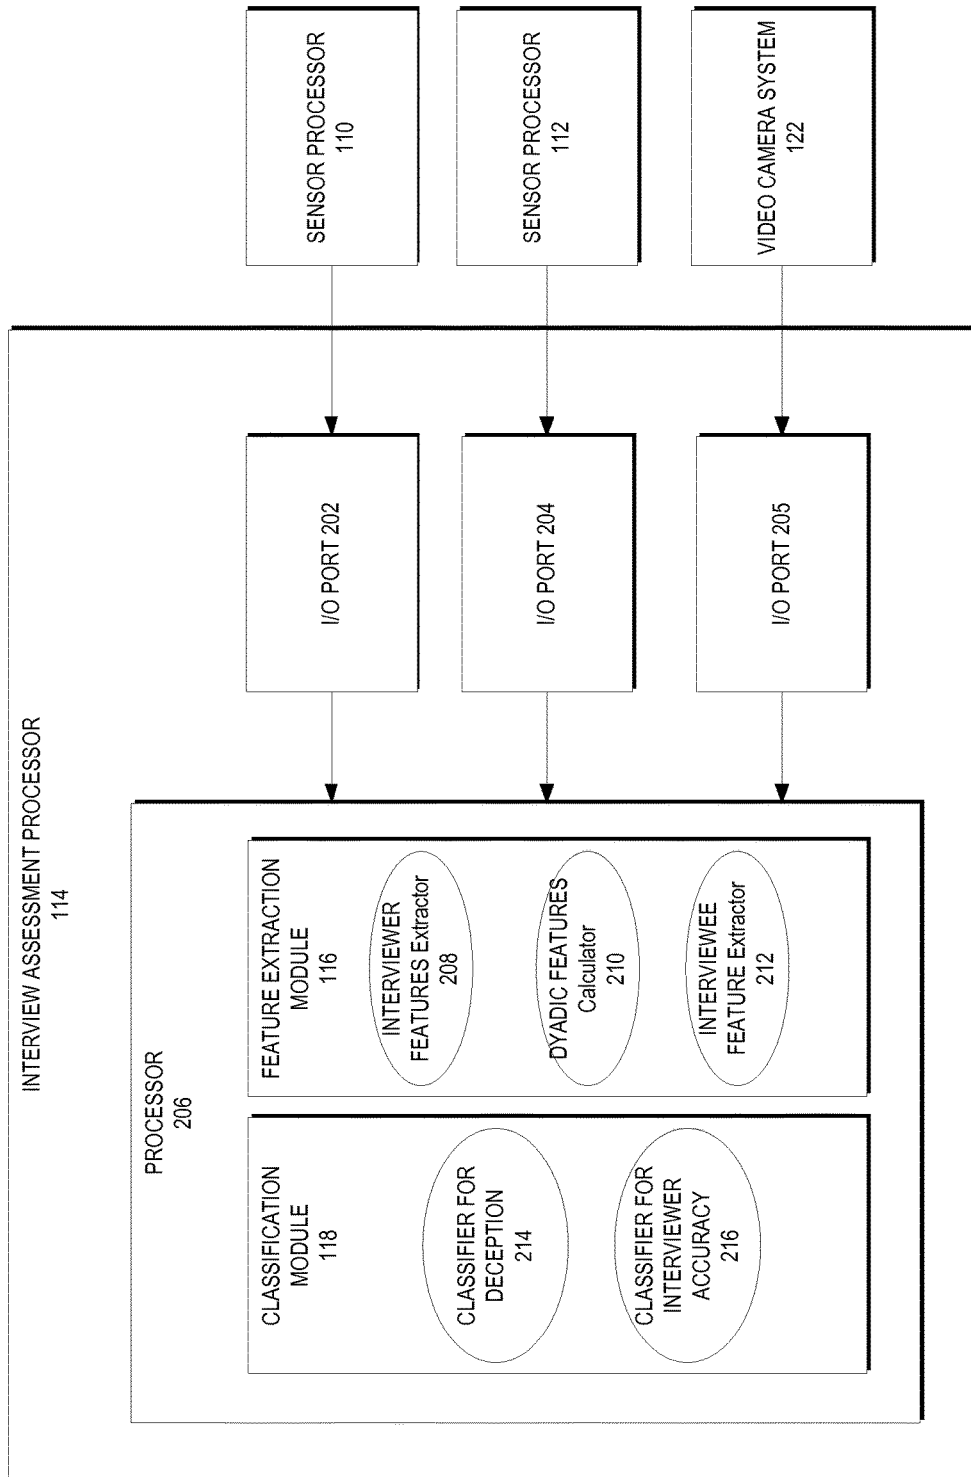 INTERVIEW ASSESSMENT PROCESSOR
114
PROCESSOR
206
CLASSIFICATION
MODULE
118
CLASSIFIER FOR
DECEPTION
214
CLASSIFIER FOR
INTERVIEWER
ACCURACY
216
FEATURE EXTRACTION
MODULE
116
INTERVIEWER
FEATURES Extractor
208
DYADIC FEATURES
Calculator
210
INTERVIEWEE
FEATURE Extractor
212
I/O PORT 202
I/O PORT 204
I/O PORT 205
SENSOR PROCESSOR
110
SENSOR PROCESSOR
112
VIDEO CAMERA SYSTEM
122